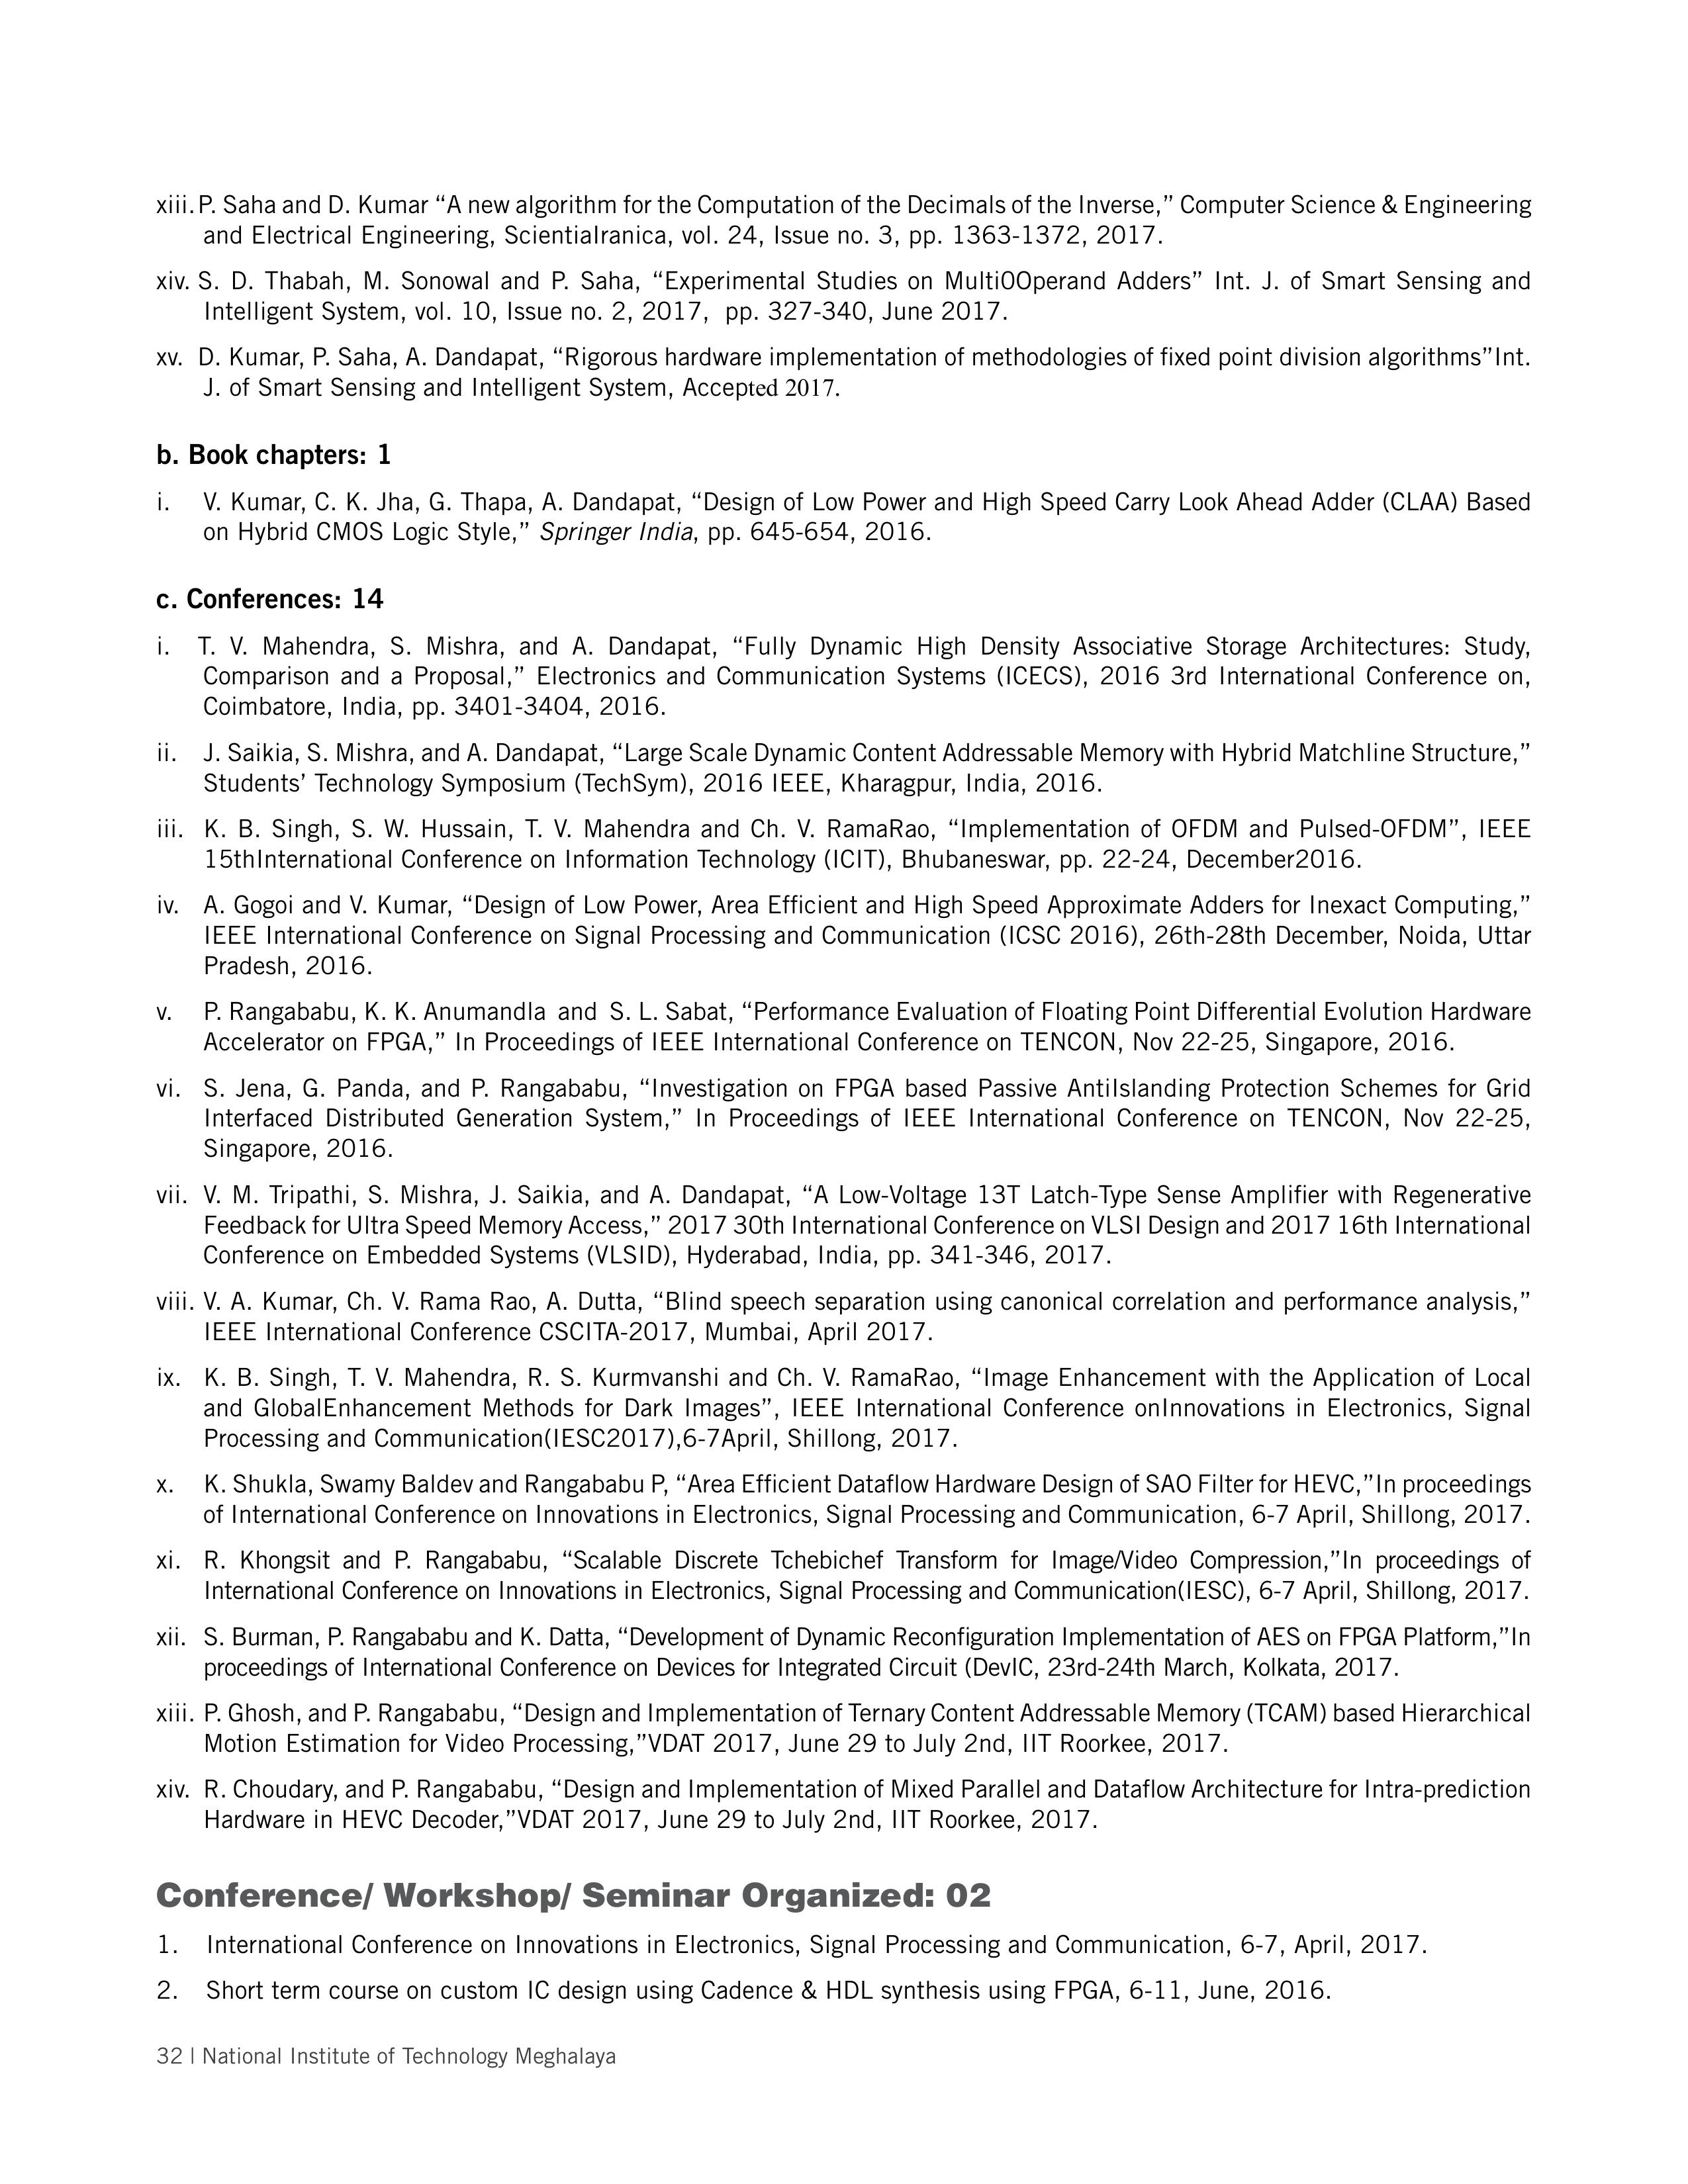 xiii. P. Saha and D. Kumar “A new algorithm for the Computation of the Decimals of the Inverse,” Computer Science & Engineering
and Electrical Engineering, ScientiaIranica, vol. 24, Issue no. 3, pp. 1363-1372, 2017.
xiv. S. D. Thabah, M. Sonowal and P. Saha, “Experimental Studies on Multi0Operand Adders” Int. J. of Smart Sensing and
Intelligent System, vol. 10, Issue no. 2, 2017, pp. 327-340, June 2017.
xv. D. Kumar, P. Saha, A. Dandapat, “Rigorous hardware implementation of methodologies of fixed point division algorithms”Int.
J. of Smart Sensing and Intelligent System, Accepted 2017.
b. Book chapters: 1
i. V. Kumar, C. K. Jha, G. Thapa, A. Dandapat, “Design of Low Power and High Speed Carry Look Ahead Adder (CLAA) Based
on Hybrid CMOS Logic Style,” Springer India, pp. 645-654, 2016.
c. Conferences: 14
i. T. V. Mahendra, S. Mishra, and A. Dandapat, “Fully Dynamic High Density Associative Storage Architectures: Study,
Comparison and a Proposal,” Electronics and Communication Systems (ICECS), 2016 3rd International Conference on,
Coimbatore, India, pp. 3401-3404, 2016.
ii. J. Saikia, S. Mishra, and A. Dandapat, “Large Scale Dynamic Content Addressable Memory with Hybrid Matchline Structure,”
Students’ Technology Symposium (TechSym), 2016 IEEE, Kharagpur, India, 2016.
iii. K. B. Singh, S. W. Hussain, T. V. Mahendra and Ch. V. RamaRao, “Implementation of OFDM and Pulsed-OFDM”, IEEE
15thInternational Conference on Information Technology (ICIT), Bhubaneswar, pp. 22-24, December2016.
iv. A. Gogoi and V. Kumar, “Design of Low Power, Area Efficient and High Speed Approximate Adders for Inexact Computing,”
IEEE International Conference on Signal Processing and Communication (ICSC 2016), 26th-28th December, Noida, Uttar
Pradesh, 2016.
v. P. Rangababu, K. K. Anumandla and S. L. Sabat, “Performance Evaluation of Floating Point Differential Evolution Hardware
Accelerator on FPGA,” In Proceedings of IEEE International Conference on TENCON, Nov 22-25, Singapore, 2016.
vi. S. Jena, G. Panda, and P. Rangababu, “Investigation on FPGA based Passive AntiIslanding Protection Schemes for Grid
Interfaced Distributed Generation System,” In Proceedings of IEEE International Conference on TENCON, Nov 22-25,
Singapore, 2016.
vii. V. M. Tripathi, S. Mishra, J. Saikia, and A. Dandapat, “A Low-Voltage 13T Latch-Type Sense Amplifier with Regenerative
Feedback for Ultra Speed Memory Access,” 2017 30th International Conference on VLSI Design and 2017 16th International
Conference on Embedded Systems (VLSID), Hyderabad, India, pp. 341-346, 2017.
viii. V. A. Kumar, Ch. V. Rama Rao, A. Dutta, “Blind speech separation using canonical correlation and performance analysis,”
IEEE International Conference CSCITA-2017, Mumbai, April 2017.
ix. K. B. Singh, T. V. Mahendra, R. S. Kurmvanshi and Ch. V. RamaRao, “Image Enhancement with the Application of Local
and GlobalEnhancement Methods for Dark Images”, IEEE International Conference onInnovations in Electronics, Signal
Processing and Communication(IESC2017),6-7April, Shillong, 2017.
x. K. Shukla, Swamy Baldev and Rangababu P, “Area Efficient Dataflow Hardware Design of SAO Filter for HEVC,”In proceedings
of International Conference on Innovations in Electronics, Signal Processing and Communication, 6-7 April, Shillong, 2017.
xi. R. Khongsit and P. Rangababu, “Scalable Discrete Tchebichef Transform for Image/Video Compression,”In proceedings of
International Conference on Innovations in Electronics, Signal Processing and Communication(IESC), 6-7 April, Shillong, 2017.
xii. S. Burman, P. Rangababu and K. Datta, “Development of Dynamic Reconfiguration Implementation of AES on FPGA Platform,”In
proceedings of International Conference on Devices for Integrated Circuit (DevIC, 23rd-24th March, Kolkata, 2017.
xiii. P. Ghosh, and P. Rangababu, “Design and Implementation of Ternary Content Addressable Memory (TCAM) based Hierarchical
Motion Estimation for Video Processing,”VDAT 2017, June 29 to July 2nd, IIT Roorkee, 2017.
xiv. R. Choudary, and P. Rangababu, “Design and Implementation of Mixed Parallel and Dataflow Architecture for Intra-prediction
Hardware in HEVC Decoder,”VDAT 2017, June 29 to July 2nd, IIT Roorkee, 2017.
Conference/ Workshop/ Seminar Organized: 02
1. International Conference on Innovations in Electronics, Signal Processing and Communication, 6-7, April, 2017.
2. Short term course on custom IC design using Cadence & HDL synthesis using FPGA, 6-11, June, 2016.
32 | National Institute of Technology Meghalaya